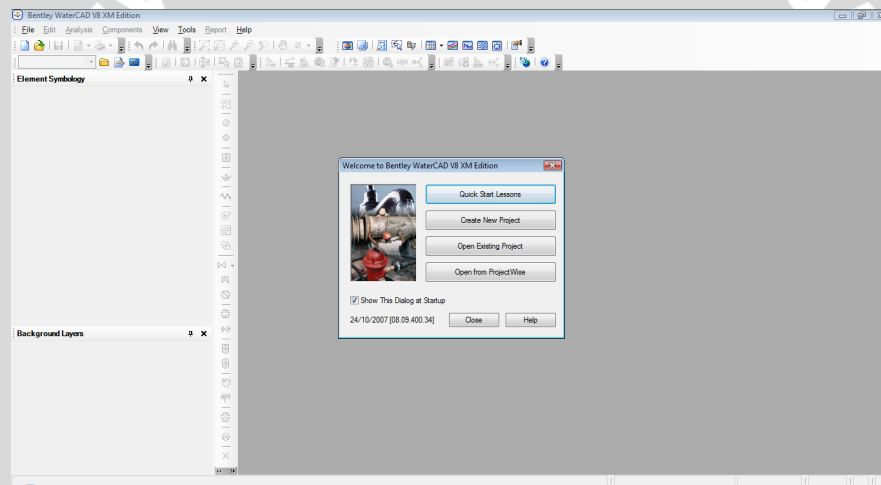 Bentley WaterCAD V8 XM Edition
File Edit Analysis Components View Tools Report Help
Element Symbology
Welcome to Bentley WaterCAD V8 XM Edition
Quick Start Lessons
Create New Project
Open Existing Project
Open from ProjectWise
Show This Dialog at Startup
24/10/2007 [08.09.400.34] Close Help
Background Layers